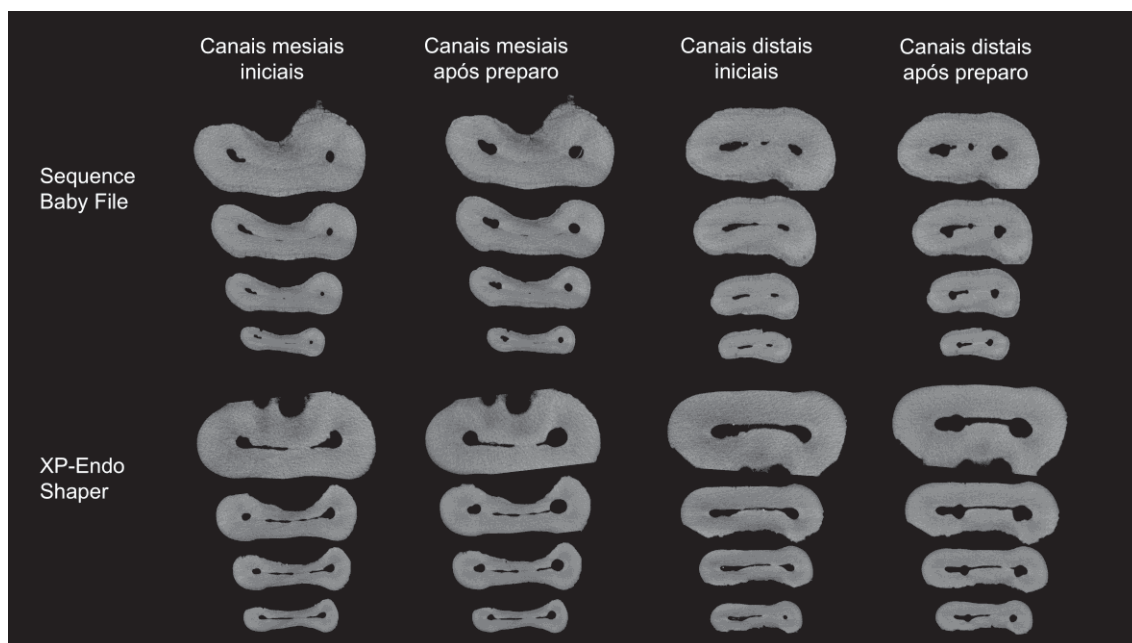 Canais mesiais
iniciais
Canais mesiais
após preparo
Canais distais
iniciais
Canais distais
após preparo
Sequence
Baby File
XP-Endo
Shaper